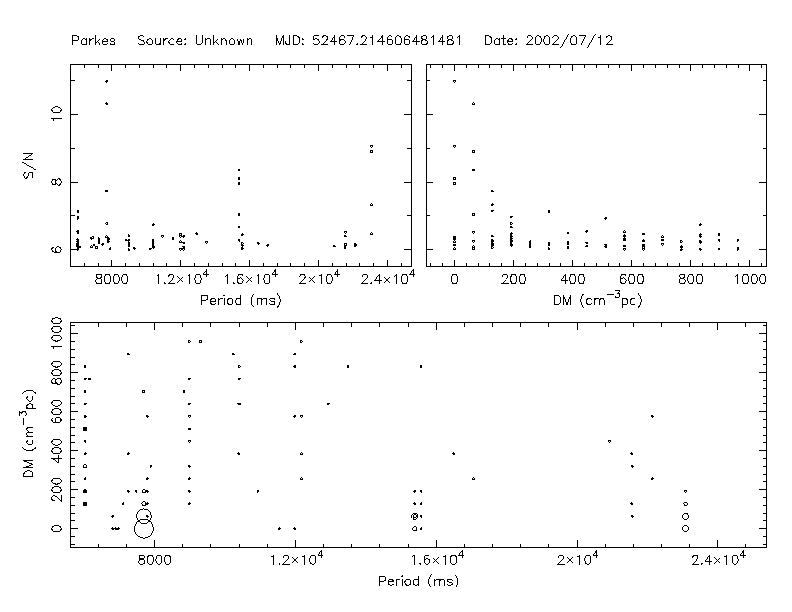 Parkes Source: Unknown MJD: 52467.214606481481 Date: 2002/07/12
S/N
10
8
6
8000 1.2×10⁴ 1.6×10⁴ 2×10⁴ 2.4×10⁴
Period (ms)
0 200 400 600 800 1000
DM (cm⁻³pc)
DM (cm⁻³pc)
1000
800
600
400
200
0
8000 1.2×10⁴ 1.6×10⁴ 2×10⁴ 2.4×10⁴
Period (ms)